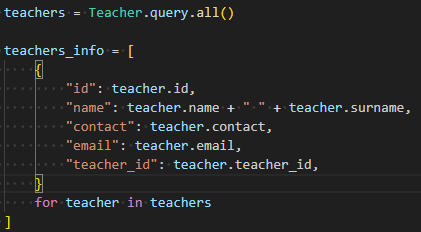 teachers = Teacher.query.all()
teachers_info = [
    {
        "id": teacher.id,
        "name": teacher.name + " " + teacher.surname,
        "contact": teacher.contact,
        "email": teacher.email,
        "teacher_id": teacher.teacher_id,
    }
    for teacher in teachers
]